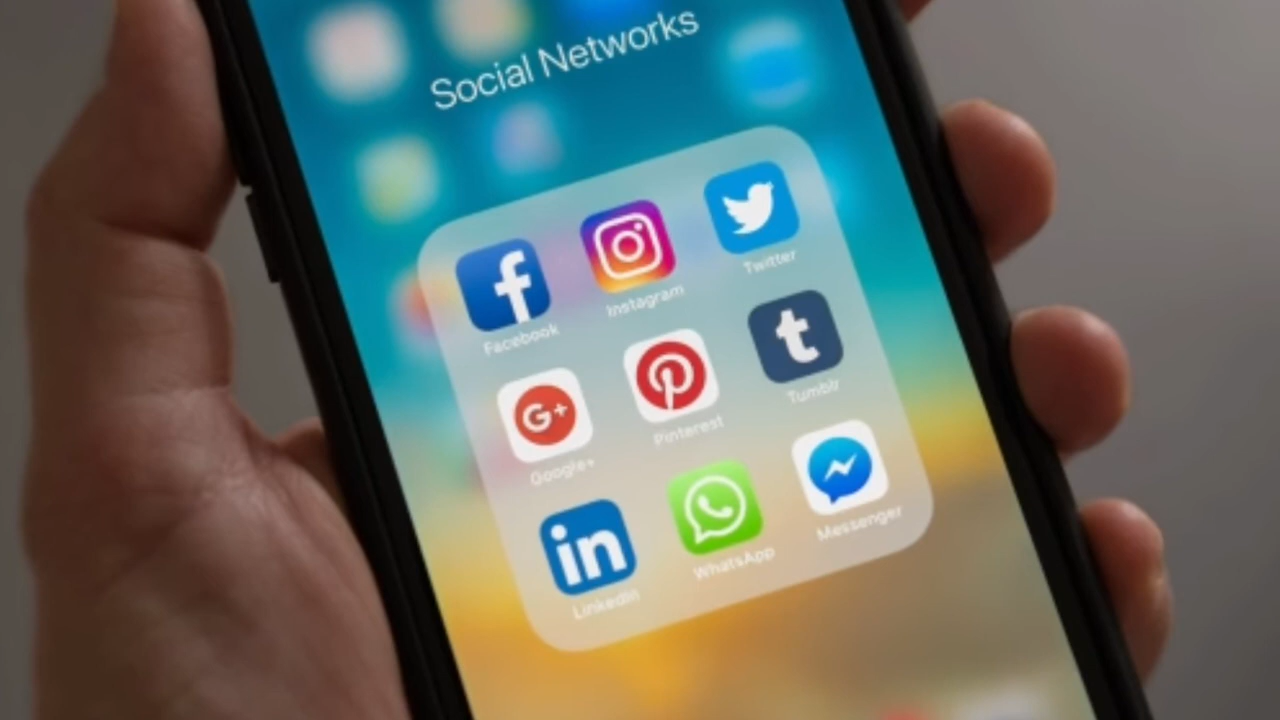 Social Networks
Facebook
Instagram
Twitter
Google+
Pinterest
Tumblr
LinkedIn
WhatsApp
Messenger